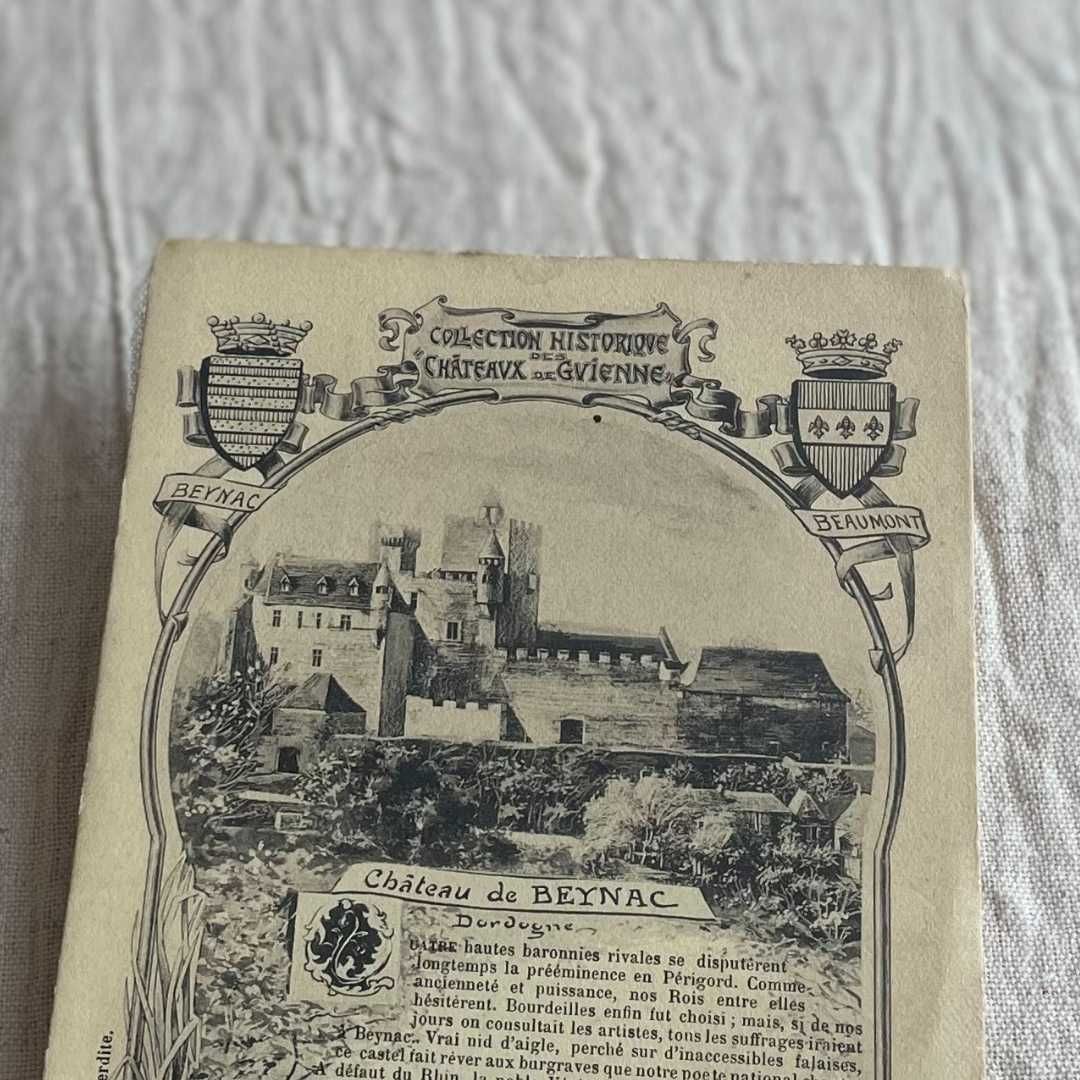 COLLECTION HISTORIQUE
DES
"CHÂTEAUX DE GUIENNE"
BEYNAC
BEAUMONT
Château de BEYNAC
Dordogne
QUATRE hautes baronnies rivales se disputèrent
longtemps la prééminence en Périgord. Comme
ancienneté et puissance, nos Rois entre elles
hésitèrent. Bourdeilles enfin fut choisi ; mais, si de nos
jours on consultait les artistes, tous les suffrages iraient
à Beynac. Vrai nid d'aigle, perché sur d'inaccessibles falaises,
ce castel fait rêver aux burgraves que notre poète national
A défaut du Rhin, la noble
erdite.